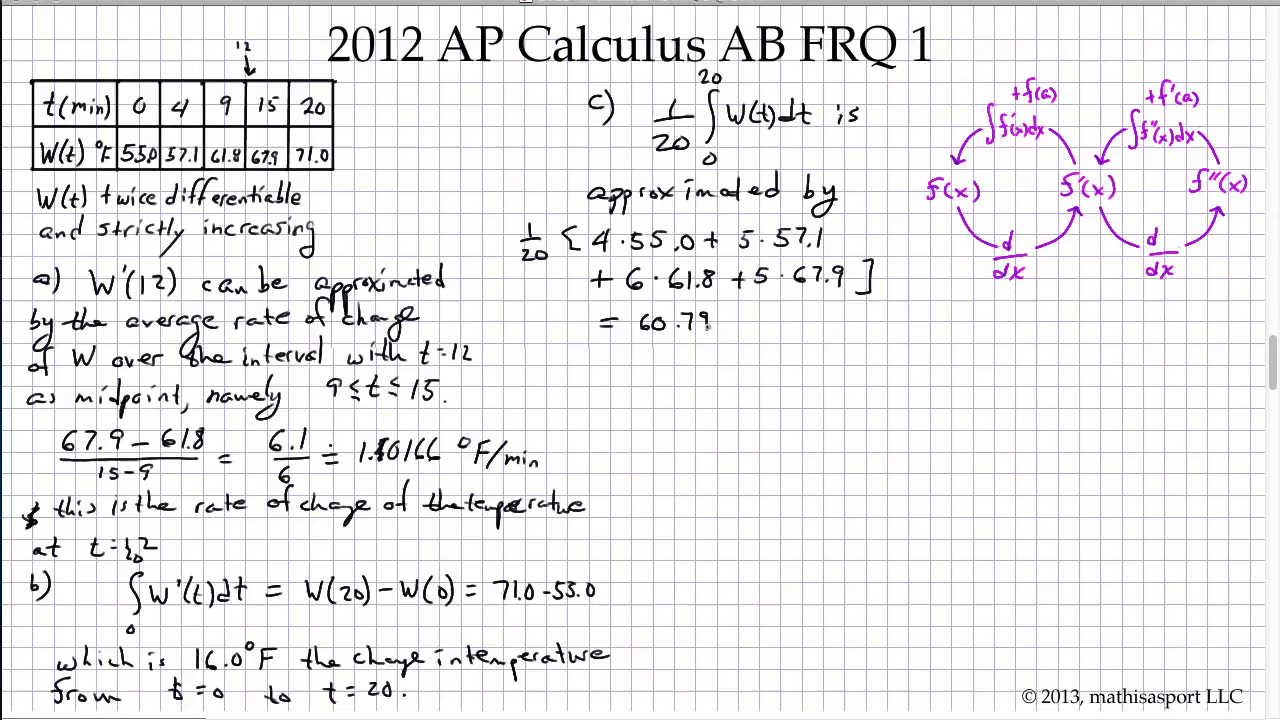 2012 AP Calculus AB FRQ 1
12
t(min) 0 4 9 15 20
W(t) °F 55.0 57.1 61.8 67.9 71.0
W(t) twice differentiable
and strictly increasing
a) W'(12) can be approximated
by the average rate of change
of W over the interval with t=12
as midpoint, namely 9 ≤ t ≤ 15.
67.9 - 61.8 / 15-9 = 6.1 / 6 ≐ 1.0166 °F/min
this is the rate of change of the temperature
at t=12
b) ∫₀²⁰ W'(t)dt = W(20) - W(0) = 71.0 - 55.0
which is 16.0°F the change in temperature
from t=0 to t=20.
c) 1/20 ∫₀²⁰ W(t)dt is
approximated by
1/20 [ 4·55.0 + 5·57.1
+ 6·61.8 + 5·67.9 ]
= 60.79
+f(a) +f'(a)
∫f'(x)dx ∫f''(x)dx
f(x) f'(x) f''(x)
d/dx d/dx
© 2013, mathisasport LLC